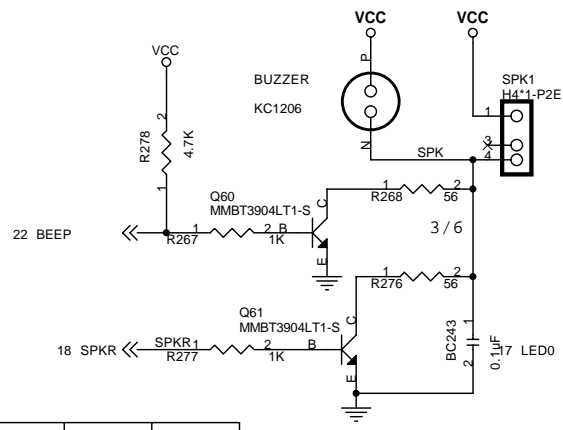 VCC
VCC
VCC
P
BUZZER
KC1206
SPK1
H4*1-P2E
1
3
4
N
SPK
2
R278
4.7K
1
Q60
MMBT3904LT1-S
C
1
2
R268
56
22 BEEP
1
R267
2
B
1K
E
3/6
1
2
R276
56
Q61
MMBT3904LT1-S
C
18 SPKR
SPKR
1
R277
2
1K
B
E
1
BC243
0.1uF
2
17 LED0